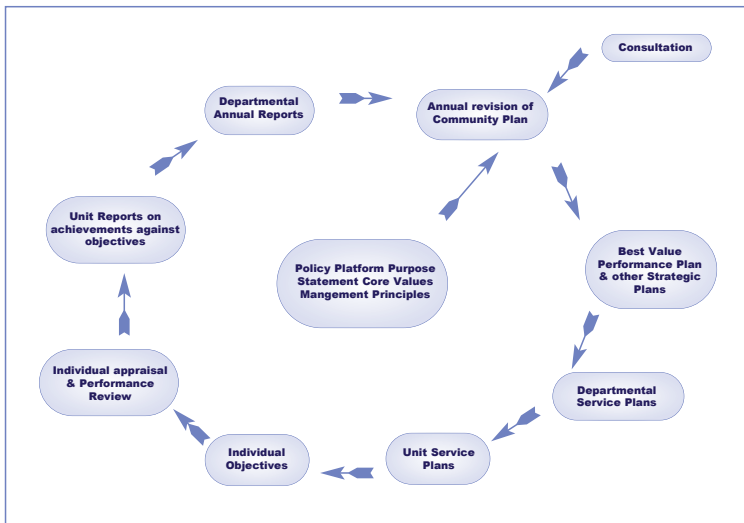 Consultation
Departmental
Annual Reports
Annual revision of
Community Plan
Unit Reports on
achievements against
objectives
Policy Platform Purpose
Statement Core Values
Mangement Principles
Best Value
Performance Plan
& other Strategic
Plans
Individual appraisal
& Performance
Review
Departmental
Service Plans
Individual
Objectives
Unit Service
Plans